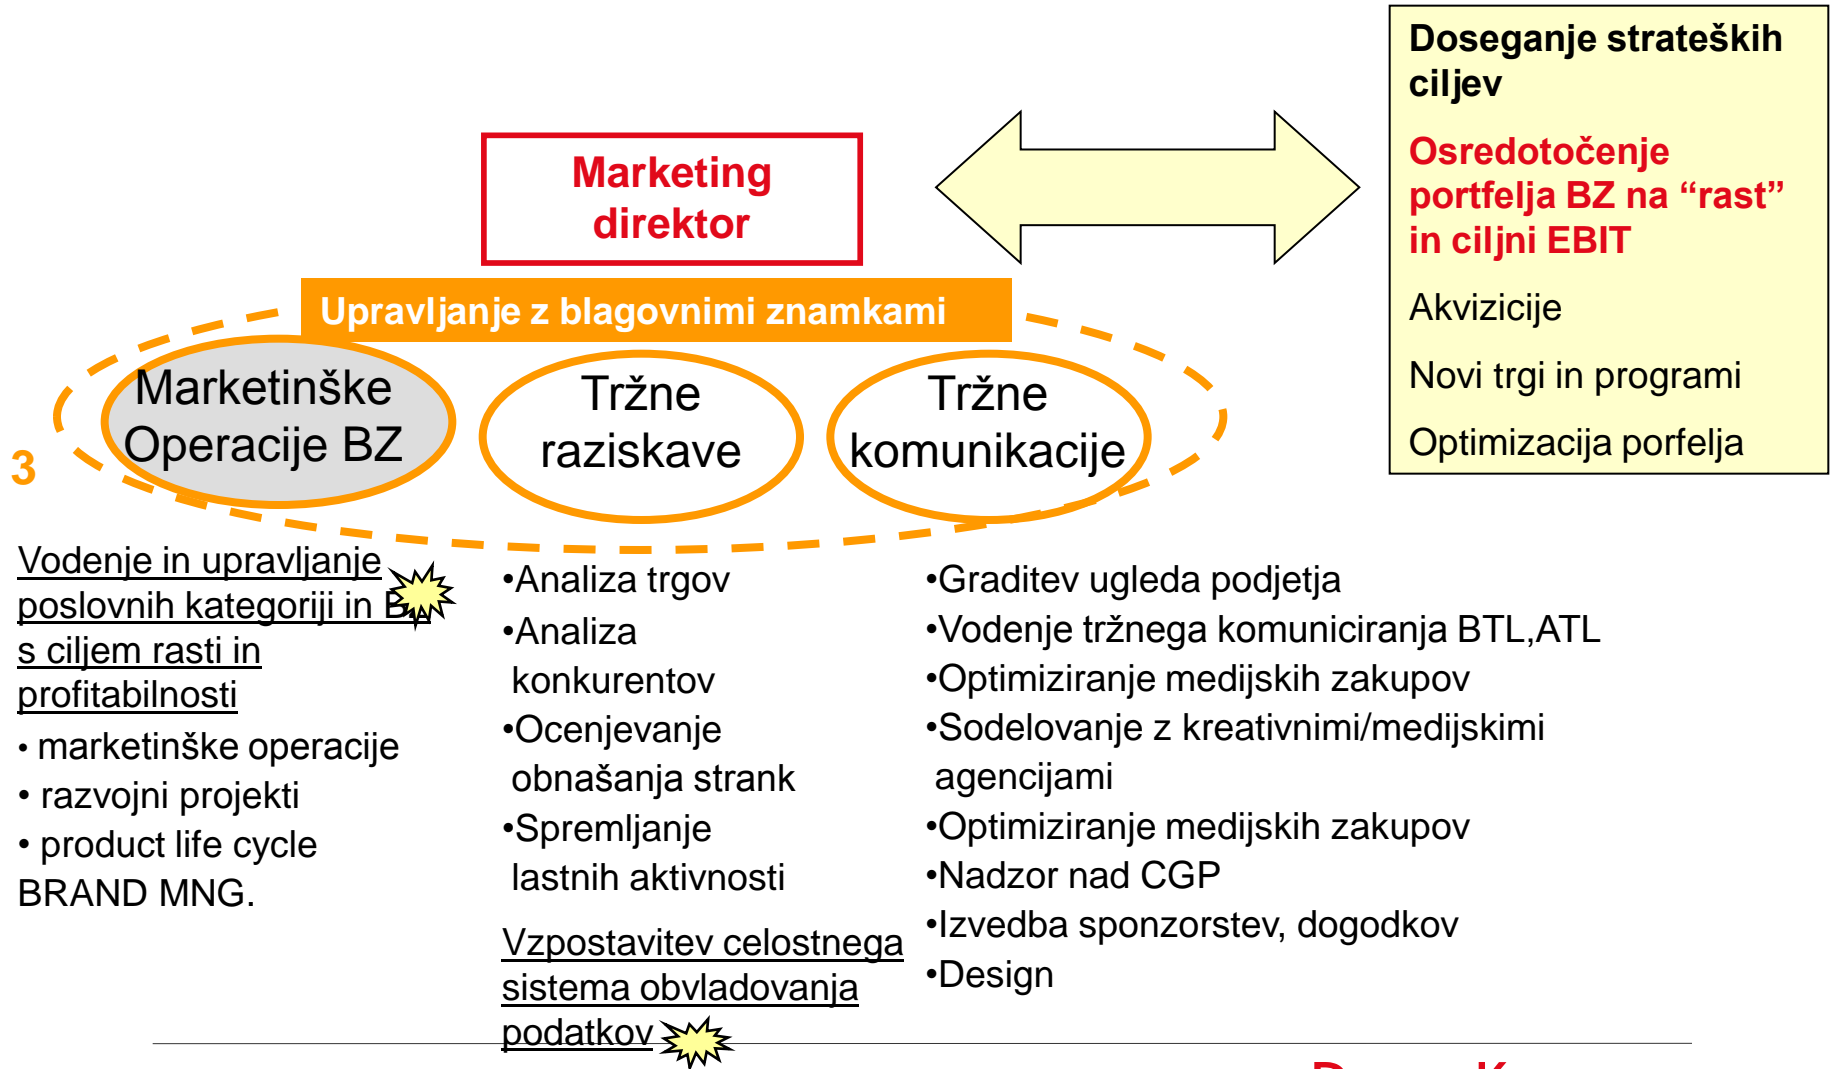 Doseganje strateških
ciljev
Osredotočenje
portfelja BZ na “rast”
in ciljni EBIT
Akvizicije
Novi trgi in programi
Optimizacija porfelja
Marketing
direktor
Upravljanje z blagovnimi znamkami
Marketinške
Operacije BZ
Tržne
raziskave
Tržne
komunikacije
3
Vodenje in upravljanje
poslovnih kategoriji in
s ciljem rasti in
profitabilnosti
• marketinške operacije
• razvojni projekti
• product life cycle
BRAND MNG.
•Analiza trgov
•Analiza
konkurentov
•Ocenjevanje
obnašanja strank
•Spremljanje
lastnih aktivnosti
Vzpostavitev celostnega
sistema obvladovanja
podatkov
•Graditev ugleda podjetja
•Vodenje tržnega komuniciranja BTL,ATL
•Optimiziranje medijskih zakupov
•Sodelovanje z kreativnimi/medijskimi
agencijami
•Optimiziranje medijskih zakupov
•Nadzor nad CGP
•Izvedba sponzorstev, dogodkov
•Design